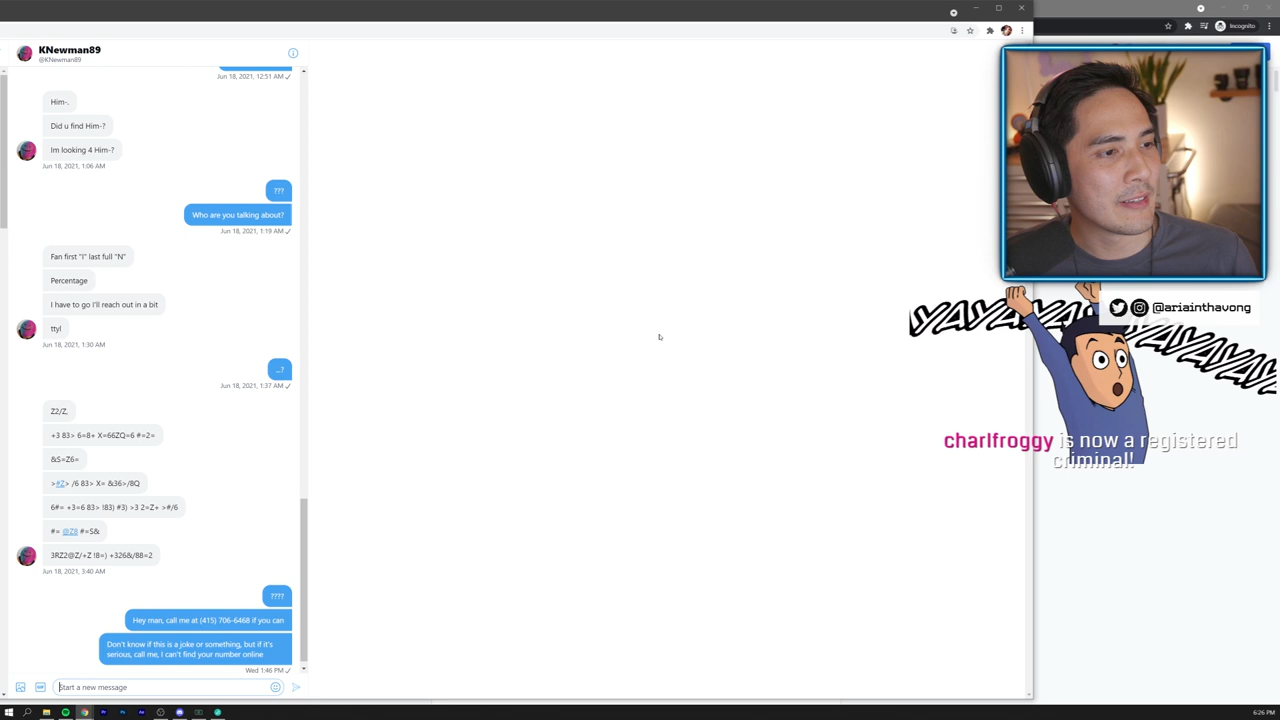 Incognito
KNewman89
@KNewman89
Jun 18, 2021, 12:51 AM
Him-.
Did u find Him-?
Im looking 4 Him-?
Jun 18, 2021, 1:06 AM
???
Who are you talking about?
Jun 18, 2021, 1:19 AM
Fan first "I" last full "N"
Percentage
I have to go I'll reach out in a bit
ttyl
Jun 18, 2021, 1:30 AM
...?
Jun 18, 2021, 1:37 AM
Z2/Z,
+3 83> 6=8+ X=66ZQ=6 #=2=
&S=Z6=
>#Z> /6 83> X= &36>/8Q
6#= +3=6 83> !83) #3) >3 2=Z+ >#/6
#= @Z8 #=S&
3RZ2@Z/+Z !8=) +326&/88=2
Jun 18, 2021, 3:40 AM
????
Hey man, call me at (415) 706-6468 if you can
Don't know if this is a joke or something, but if it's
serious, call me, I can't find your number online
Wed 1:46 PM
Start a new message
@ariainthavong
YAYAYA
YAYAYAY
charlfroggy is now a registered
criminal!
6:26 PM